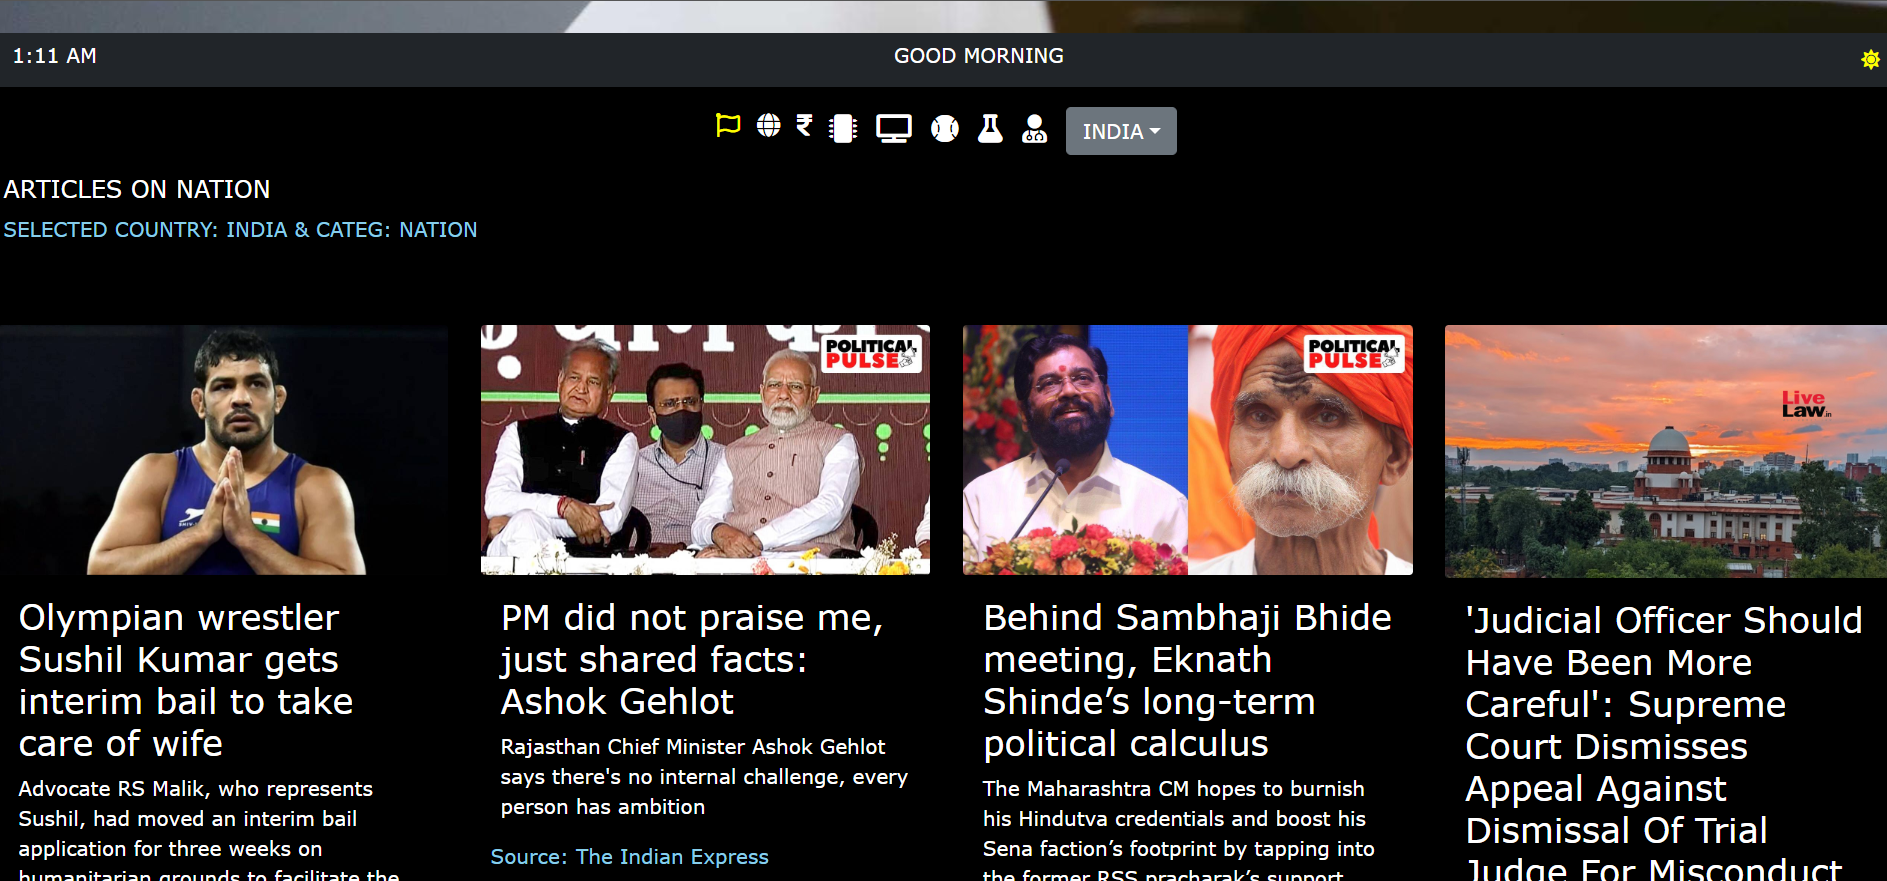 1:11 AM
GOOD MORNING
INDIA
ARTICLES ON NATION
SELECTED COUNTRY: INDIA & CATEG: NATION
POLITICAL
PULSE
POLITICAL
PULSE
Live
Law.in
Olympian wrestler
Sushil Kumar gets
interim bail to take
care of wife
Advocate RS Malik, who represents
Sushil, had moved an interim bail
application for three weeks on
humanitarian grounds to facilitate the
PM did not praise me,
just shared facts:
Ashok Gehlot
Rajasthan Chief Minister Ashok Gehlot
says there's no internal challenge, every
person has ambition
Source: The Indian Express
Behind Sambhaji Bhide
meeting, Eknath
Shinde’s long-term
political calculus
The Maharashtra CM hopes to burnish
his Hindutva credentials and boost his
Sena faction’s footprint by tapping into
the former RSS pracharak’s support
'Judicial Officer Should
Have Been More
Careful': Supreme
Court Dismisses
Appeal Against
Dismissal Of Trial
Judge For Misconduct